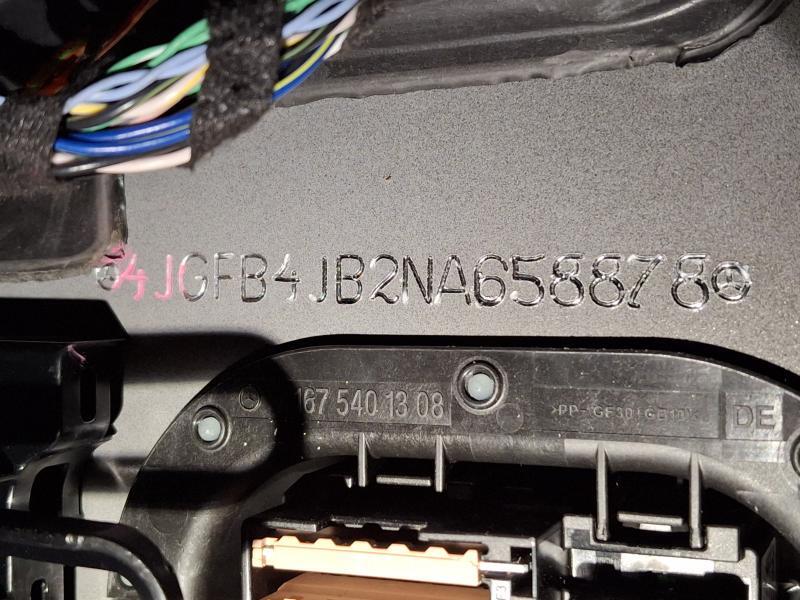 4JGFB4JB2NA658878
167 540 13 08
>PP-GF30(GB10)<
DE